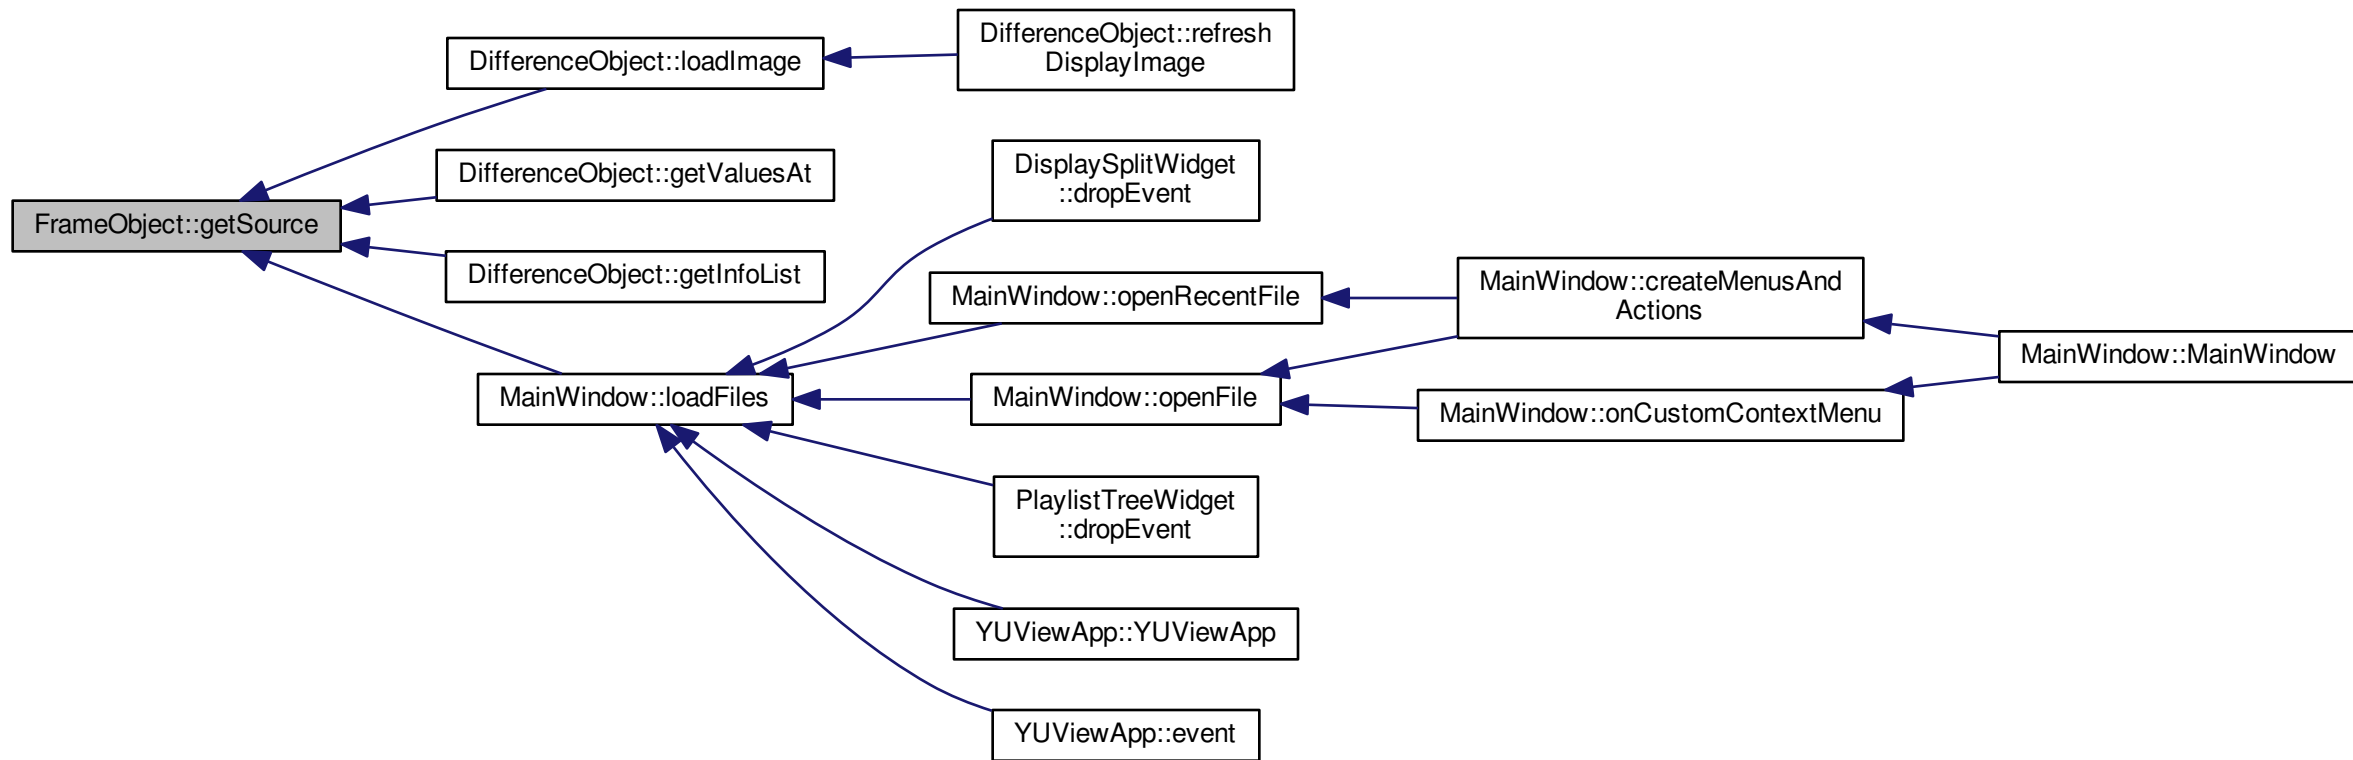 DifferenceObject::refresh
DisplayImage
DifferenceObject::loadImage
DisplaySplitWidget
::dropEvent
DifferenceObject::getValuesAt
FrameObject::getSource
DifferenceObject::getInfoList
MainWindow::openRecentFile
MainWindow::createMenusAnd
Actions
MainWindow::MainWindow
MainWindow::loadFiles
MainWindow::openFile
MainWindow::onCustomContextMenu
PlaylistTreeWidget
::dropEvent
YUViewApp::YUViewApp
YUViewApp::event